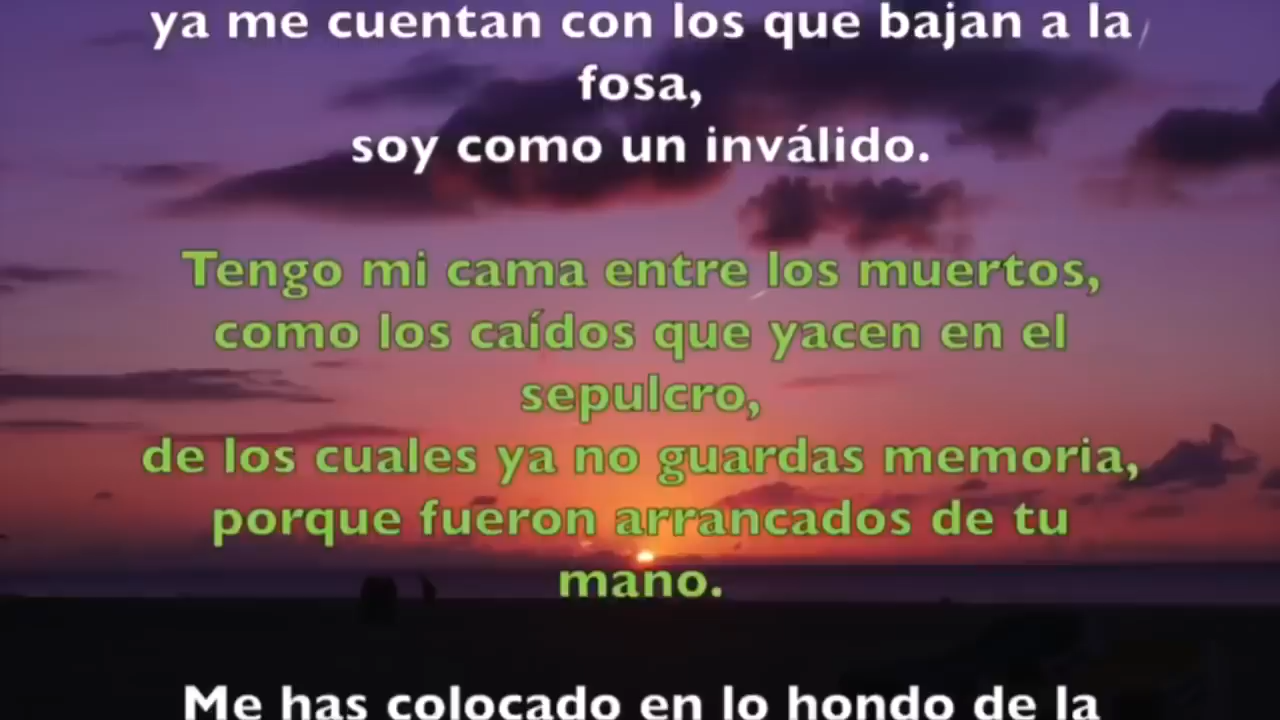 ya me cuentan con los que bajan a la
fosa,
soy como un inválido.
Tengo mi cama entre los muertos,
como los caídos que yacen en el
sepulcro,
de los cuales ya no guardas memoria,
porque fueron arrancados de tu
mano.
Me has colocado en lo hondo de la